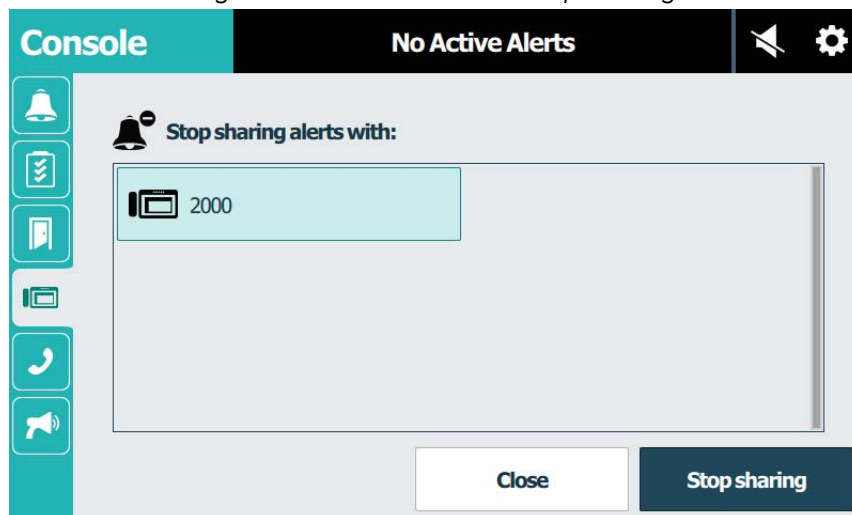 Console
No Active Alerts
Stop sharing alerts with:
2000
Close
Stop sharing